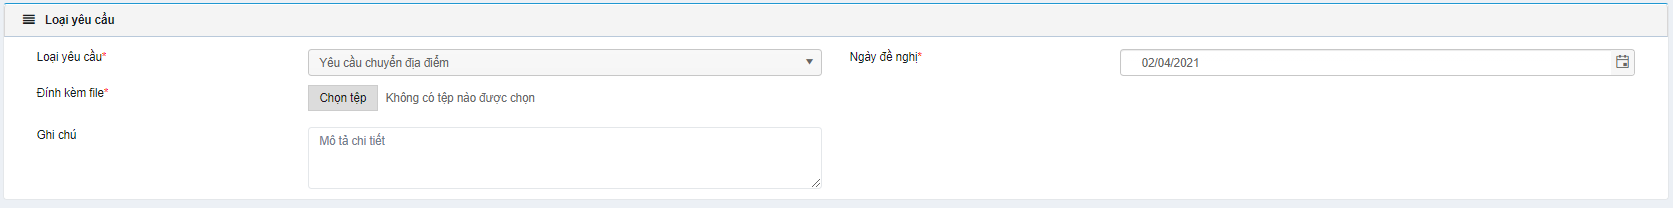 Loại yêu cầu
Loại yêu cầu* Yêu cầu chuyển địa điểm Ngày đề nghị* 02/04/2021
Đính kèm file* Chọn tệp Không có tệp nào được chọn
Ghi chú Mô tả chi tiết